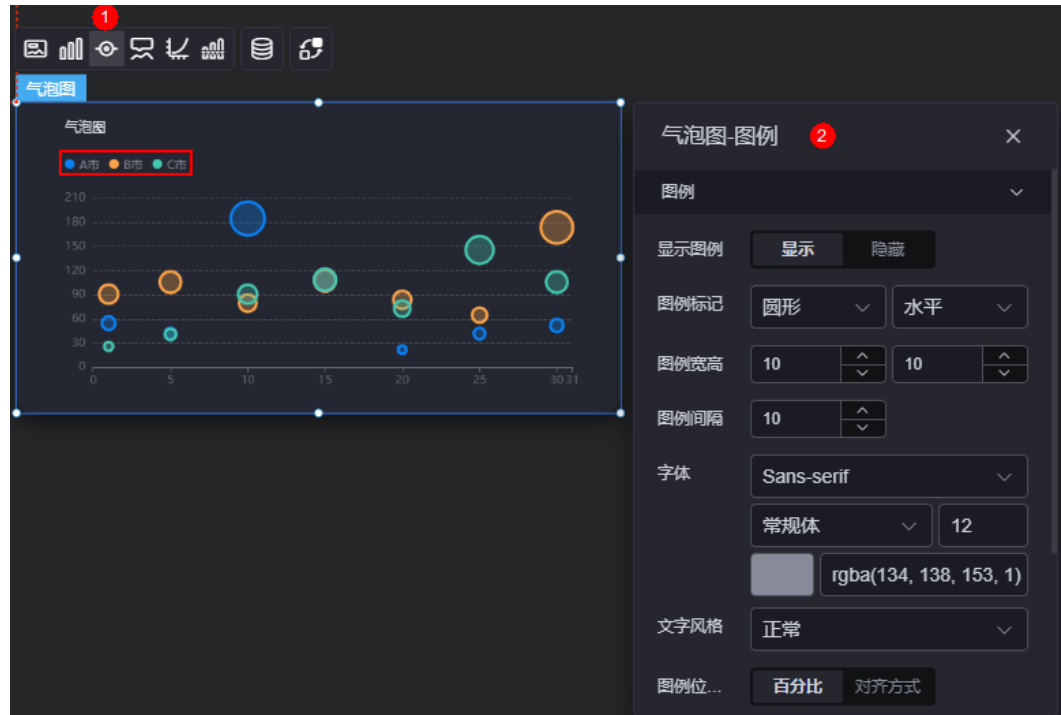 1
气泡图
气泡图
A市 B市 C市
210
180
150
120
90
60
30
0
0 5 10 15 20 25 30 31
气泡图-图例 2
图例
显示图例 显示 隐藏
图例标记 圆形 水平
图例宽高 10 10
图例间隔 10
字体 Sans-serif
常规体 12
rgba(134, 138, 153, 1)
文字风格 正常
图例位... 百分比 对齐方式